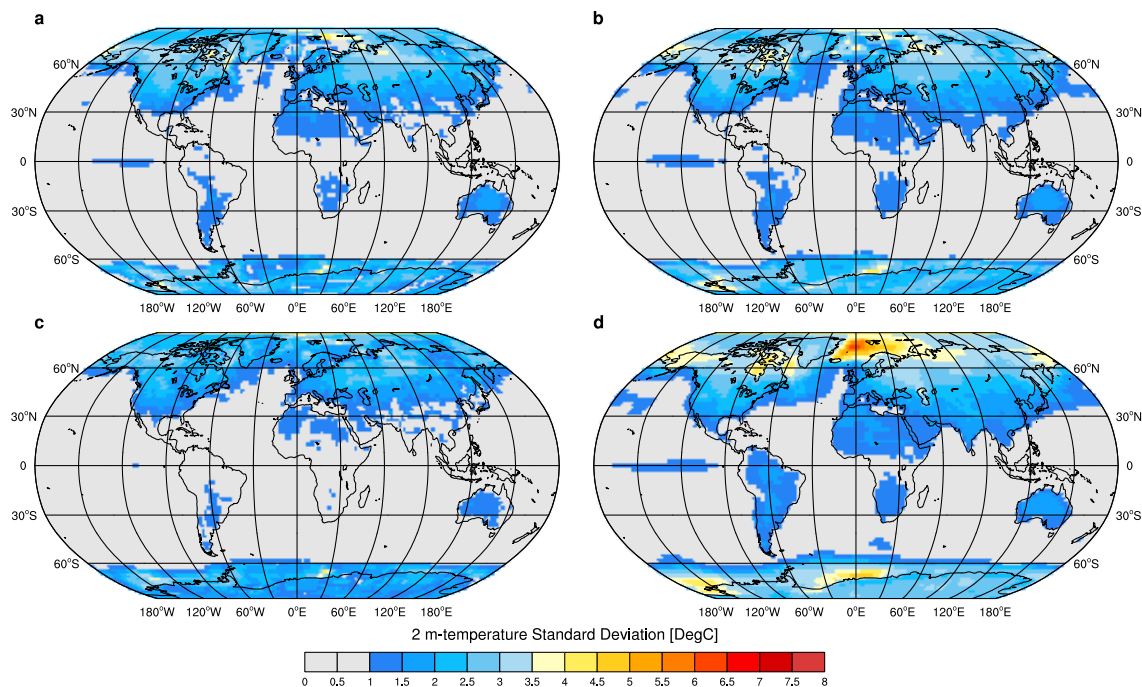 a
b
60°N
60°N
30°N
30°N
0
0
30°S
30°S
60°S
60°S
180°W 120°W 60°W 0°E 60°E 120°E 180°E
180°W 120°W 60°W 0°E 60°E 120°E 180°E
c
d
60°N
60°N
30°N
30°N
0
0
30°S
30°S
60°S
60°S
180°W 120°W 60°W 0°E 60°E 120°E 180°E
180°W 120°W 60°W 0°E 60°E 120°E 180°E
2 m-temperature Standard Deviation [DegC]
0 0.5 1 1.5 2 2.5 3 3.5 4 4.5 5 5.5 6 6.5 7 7.5 8